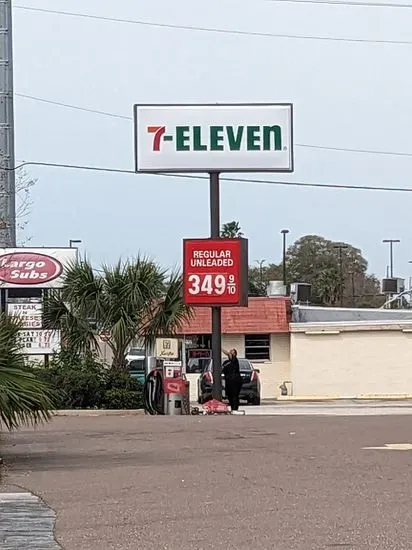 7-ELEVEN
REGULAR
UNLEADED
349 9/10
Largo
Subs
STEAK